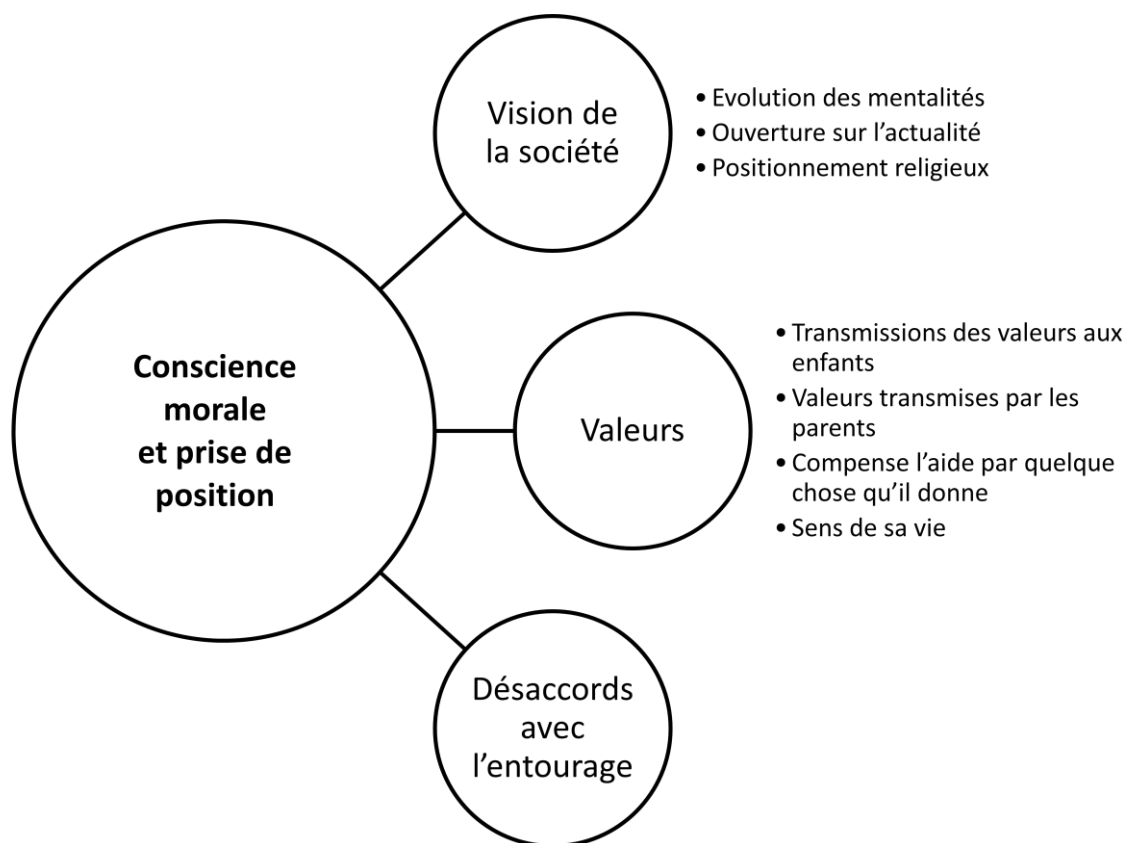 Conscience
morale
et prise de
position
Vision de
la société
• Evolution des mentalités
• Ouverture sur l’actualité
• Positionnement religieux
Valeurs
• Transmissions des valeurs aux
enfants
• Valeurs transmises par les
parents
• Compense l’aide par quelque
chose qu’il donne
• Sens de sa vie
Désaccords
avec
l’entourage